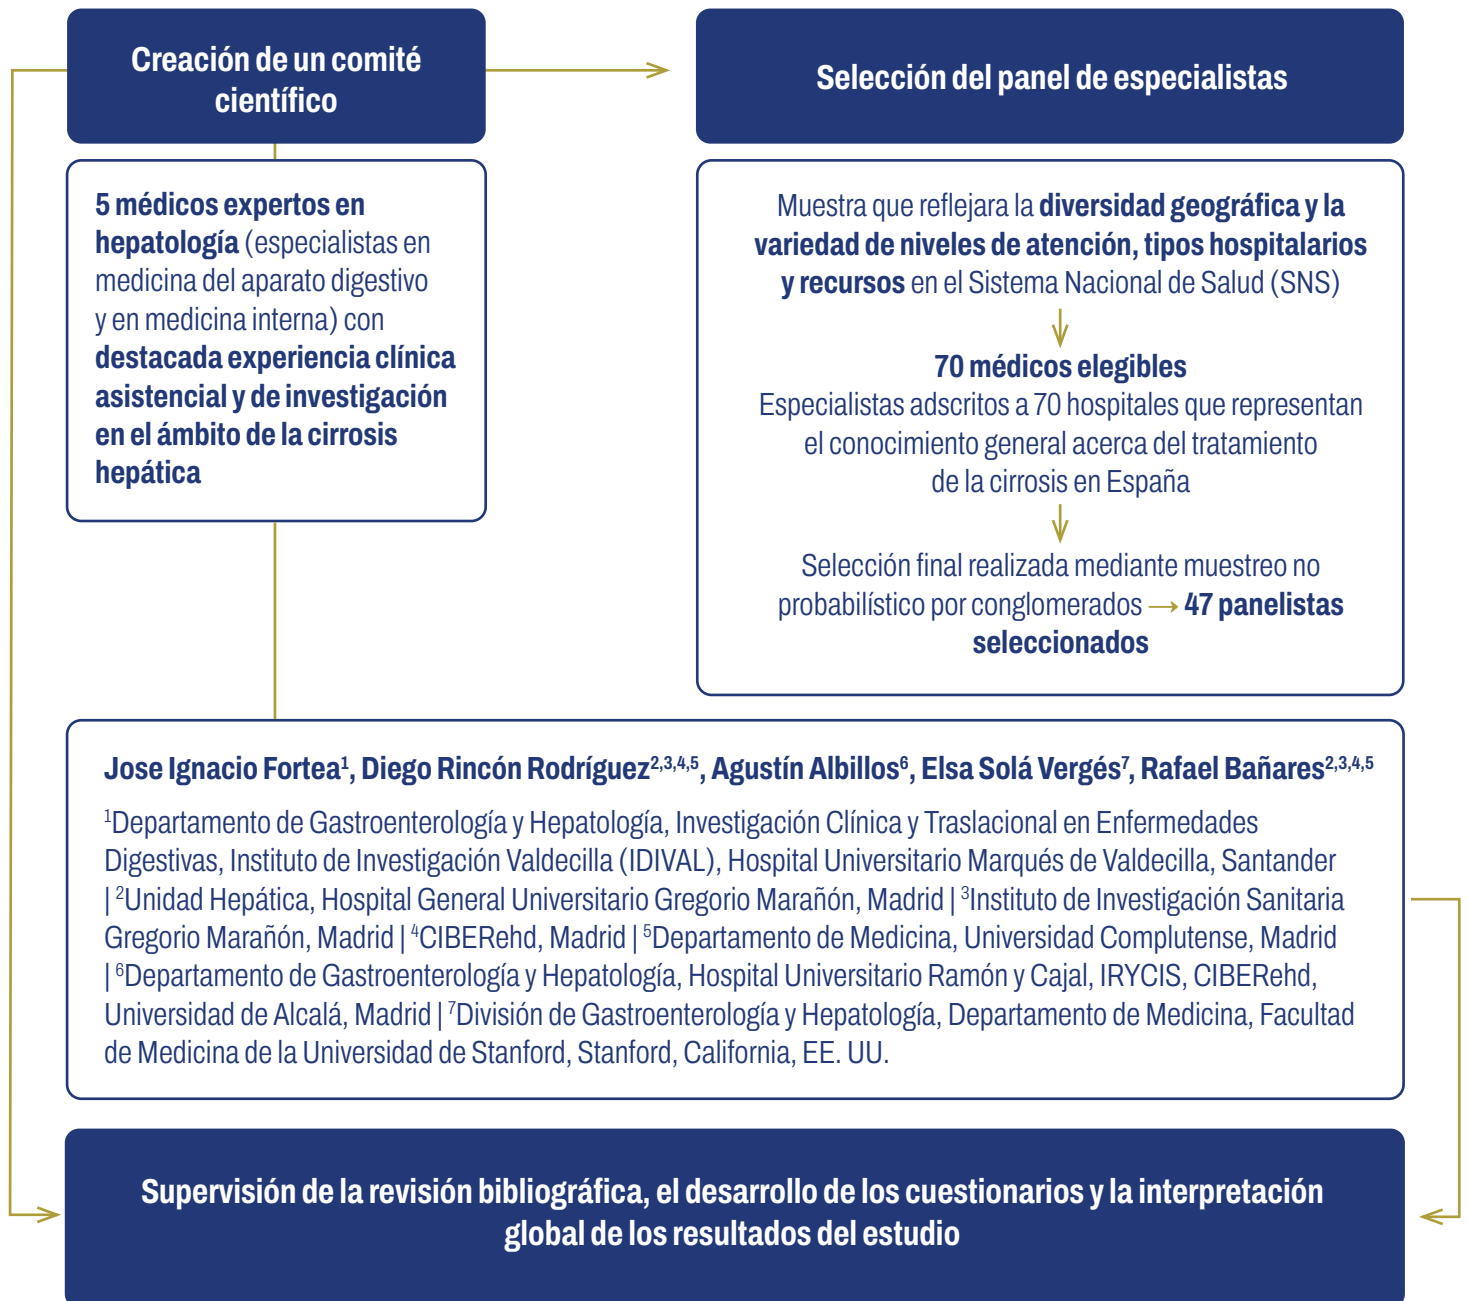 Creación de un comité
científico
Selección del panel de especialistas
5 médicos expertos en
hepatología (especialistas en
medicina del aparato digestivo
y en medicina interna) con
destacada experiencia clínica
asistencial y de investigación
en el ámbito de la cirrosis
hepática
Muestra que reflejara la diversidad geográfica y la
variedad de niveles de atención, tipos hospitalarios
y recursos en el Sistema Nacional de Salud (SNS)
70 médicos elegibles
Especialistas adscritos a 70 hospitales que representan
el conocimiento general acerca del tratamiento
de la cirrosis en España
Selección final realizada mediante muestreo no
probabilístico por conglomerados → 47 panelistas
seleccionados
Jose Ignacio Fortea¹, Diego Rincón Rodríguez²,³,⁴,⁵, Agustín Albillos⁶, Elsa Solá Vergés⁷, Rafael Bañares²,³,⁴,⁵
¹Departamento de Gastroenterología y Hepatología, Investigación Clínica y Traslacional en Enfermedades
Digestivas, Instituto de Investigación Valdecilla (IDIVAL), Hospital Universitario Marqués de Valdecilla, Santander
| ²Unidad Hepática, Hospital General Universitario Gregorio Marañón, Madrid | ³Instituto de Investigación Sanitaria
Gregorio Marañón, Madrid | ⁴CIBERehd, Madrid | ⁵Departamento de Medicina, Universidad Complutense, Madrid
| ⁶Departamento de Gastroenterología y Hepatología, Hospital Universitario Ramón y Cajal, IRYCIS, CIBERehd,
Universidad de Alcalá, Madrid | ⁷División de Gastroenterología y Hepatología, Departamento de Medicina, Facultad
de Medicina de la Universidad de Stanford, Stanford, California, EE. UU.
Supervisión de la revisión bibliográfica, el desarrollo de los cuestionarios y la interpretación
global de los resultados del estudio